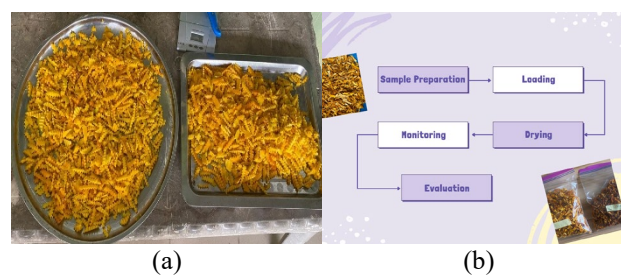 Sample Preparation
Loading
Monitoring
Drying
Evaluation
(a)
(b)